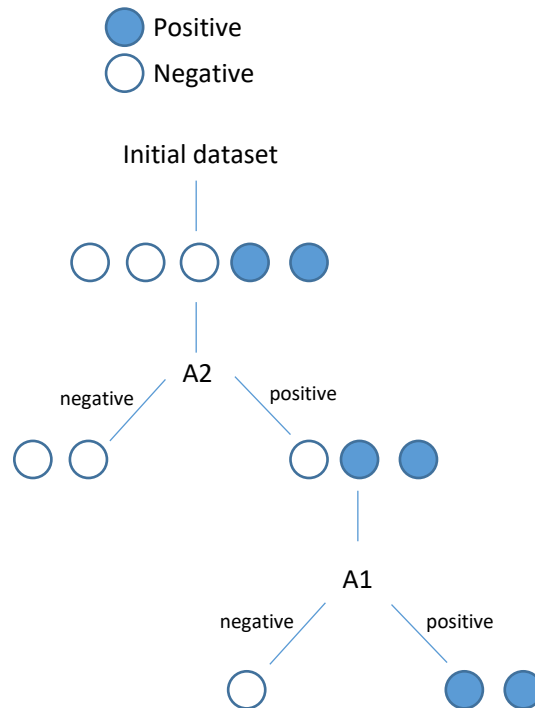 Positive
Negative
Initial dataset
A2
negative
positive
A1
negative
positive